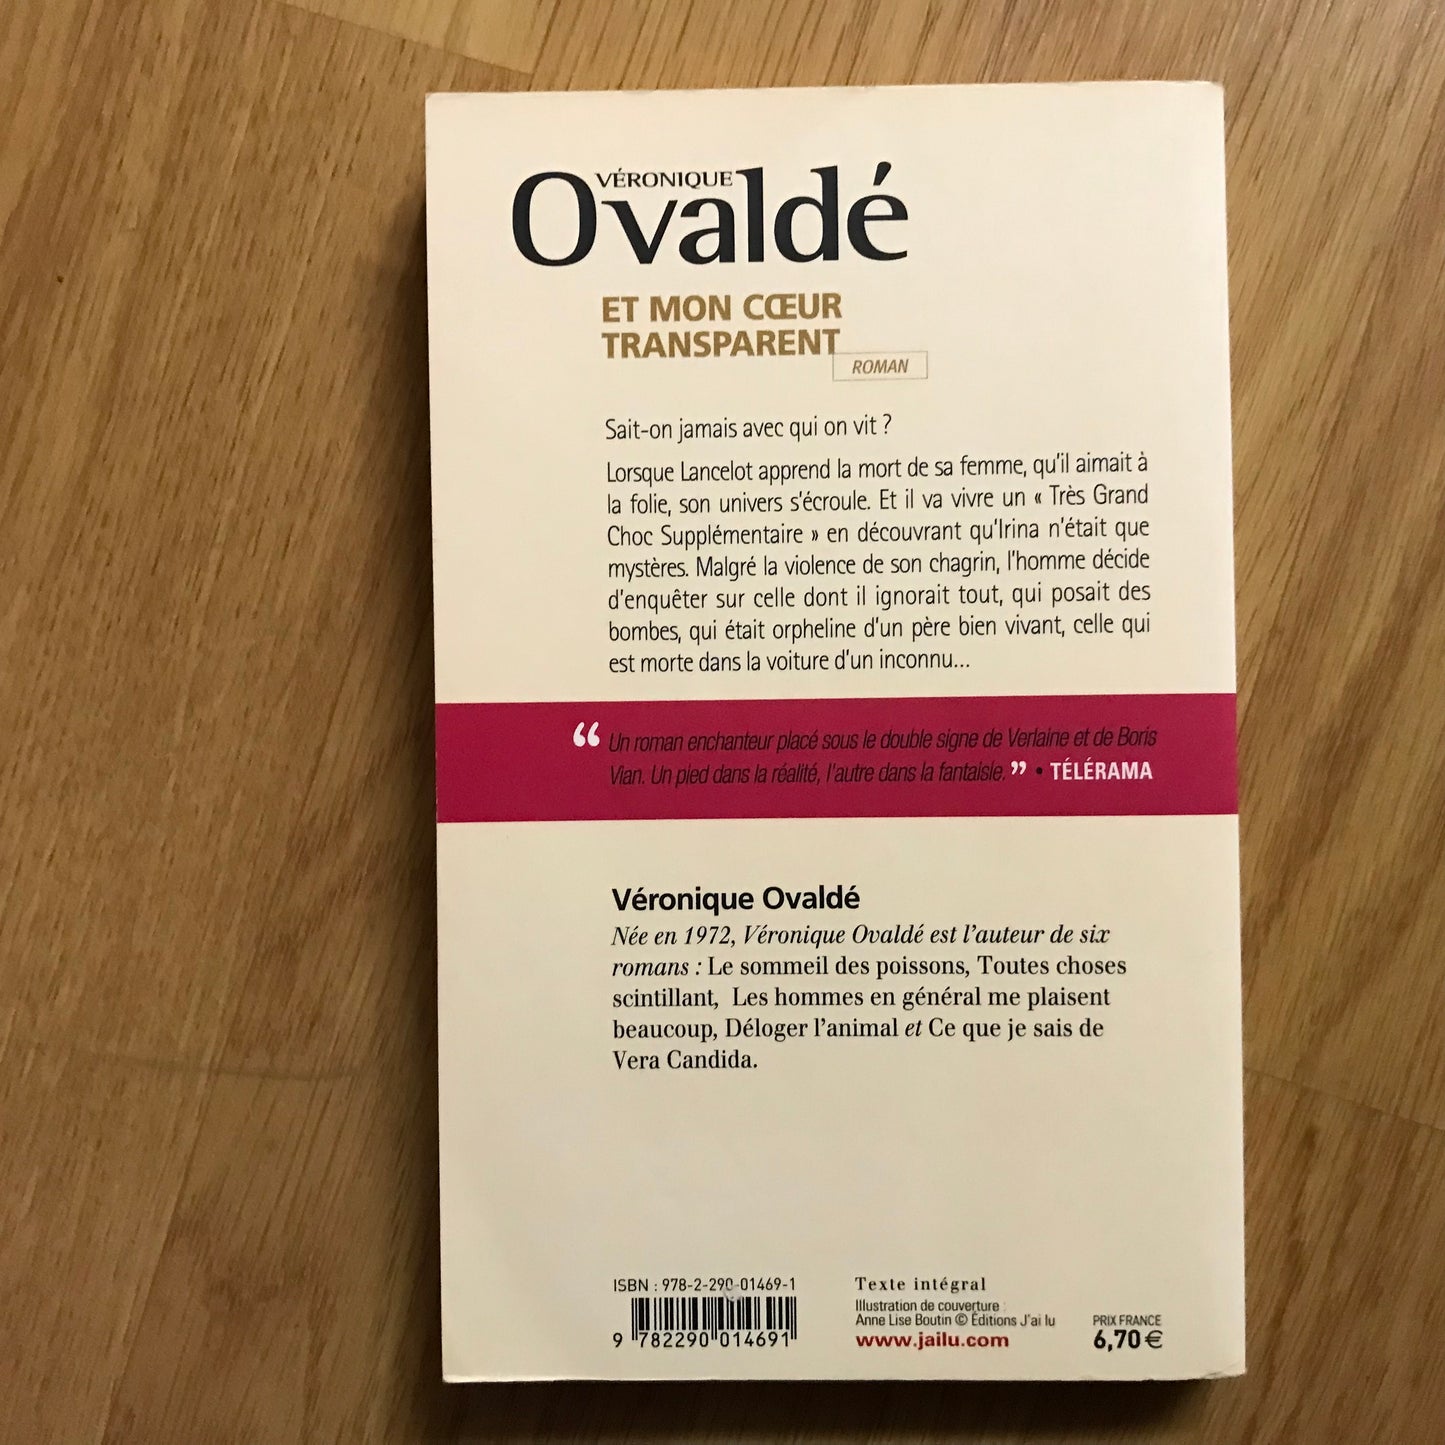 VÉRONIQUE
Ovaldé
ET MON CŒUR
TRANSPARENT
ROMAN
Sait-on jamais avec qui on vit ?
Lorsque Lancelot apprend la mort de sa femme, qu'il aimait à
la folie, son univers s'écroule. Et il va vivre un « Très Grand
Choc Supplémentaire » en découvrant qu'Irina n'était que
mystères. Malgré la violence de son chagrin, l'homme décide
d'enquêter sur celle dont il ignorait tout, qui posait des
bombes, qui était orpheline d'un père bien vivant, celle qui
est morte dans la voiture d'un inconnu...
“ Un roman enchanteur placé sous le double signe de Verlaine et de Boris
Vian. Un pied dans la réalité, l'autre dans la fantaisie. ” • TÉLÉRAMA
Véronique Ovaldé
Née en 1972, Véronique Ovaldé est l'auteur de six
romans : Le sommeil des poissons, Toutes choses
scintillant, Les hommes en général me plaisent
beaucoup, Déloger l'animal et Ce que je sais de
Vera Candida.
ISBN : 978-2-290-01469-1
9 782290 014691
Texte intégral
Illustration de couverture :
Anne Lise Boutin © Éditions J'ai lu
www.jailu.com
PRIX FRANCE
6,70 €